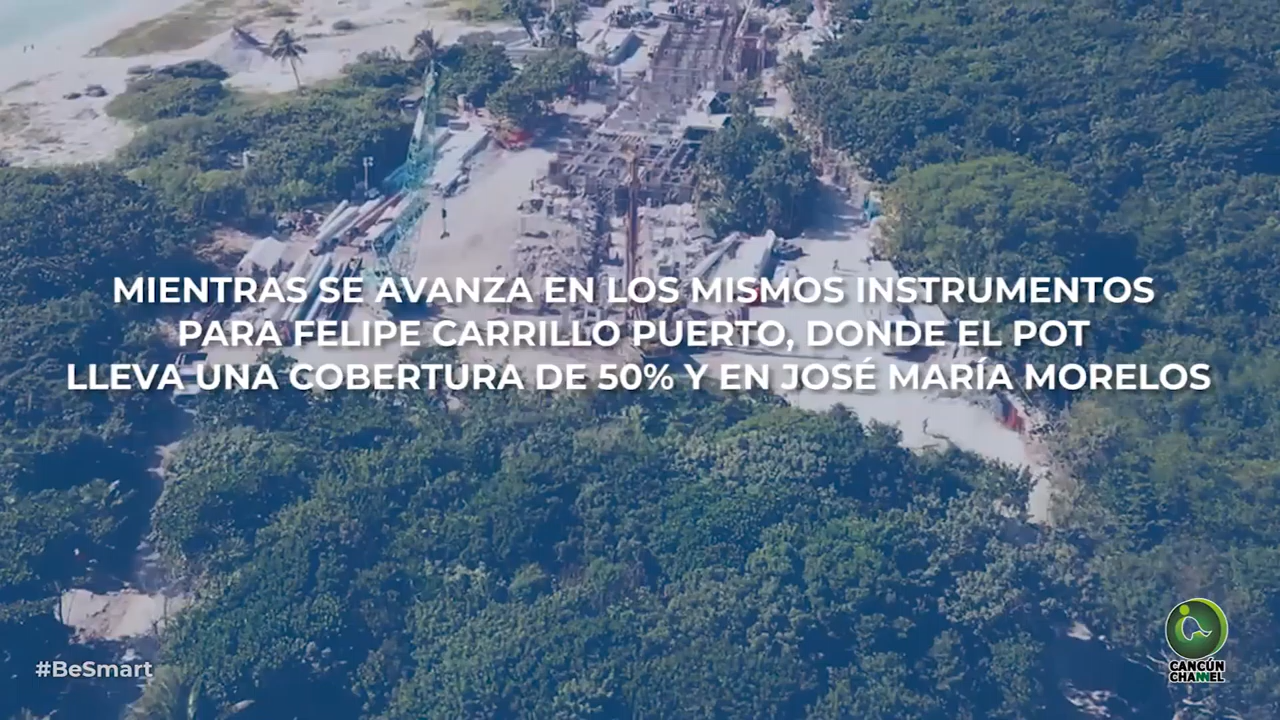 MIENTRAS SE AVANZA EN LOS MISMOS INSTRUMENTOS
PARA FELIPE CARRILLO PUERTO, DONDE EL POT
LLEVA UNA COBERTURA DE 50% Y EN JOSÉ MARÍA MORELOS
#BeSmart
CANCÚN
CHANNEL